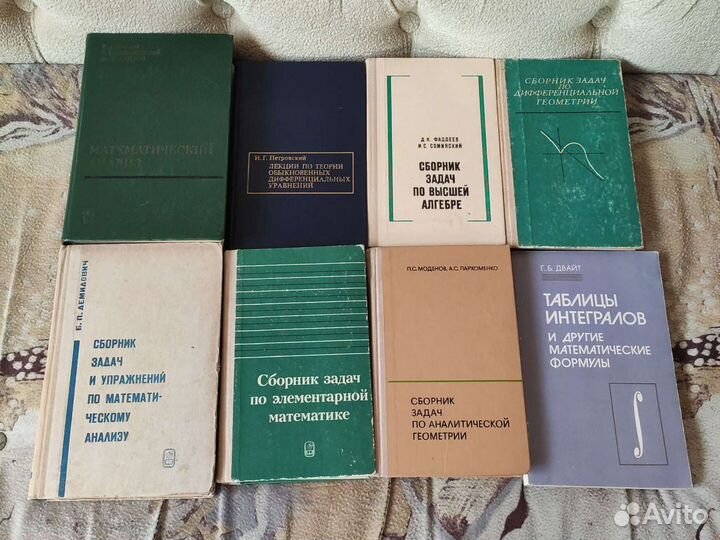 МАТЕМАТИЧЕСКИЙ
АНАЛИЗ
И.Г. Петровский
ЛЕКЦИИ ПО ТЕОРИИ
ОБЫКНОВЕННЫХ
ДИФФЕРЕНЦИАЛЬНЫХ
УРАВНЕНИЙ
Д.К. ФАДДЕЕВ
И.С. СОМИНСКИЙ
СБОРНИК
ЗАДАЧ
ПО ВЫСШЕЙ
АЛГЕБРЕ
СБОРНИК ЗАДАЧ
ПО
ДИФФЕРЕНЦИАЛЬНОЙ
ГЕОМЕТРИИ
Б. П. ДЕМИДОВИЧ
СБОРНИК
ЗАДАЧ
И УПРАЖНЕНИЙ
ПО МАТЕМАТИ-
ЧЕСКОМУ
АНАЛИЗУ
Сборник задач
по элементарной
математике
П.С. МОДЕНОВ, А.С. ПАРХОМЕНКО
СБОРНИК
ЗАДАЧ
ПО АНАЛИТИЧЕСКОЙ
ГЕОМЕТРИИ
Г. Б. ДВАЙТ
ТАБЛИЦЫ
ИНТЕГРАЛОВ
И ДРУГИЕ
МАТЕМАТИЧЕСКИЕ
ФОРМУЛЫ
Avito